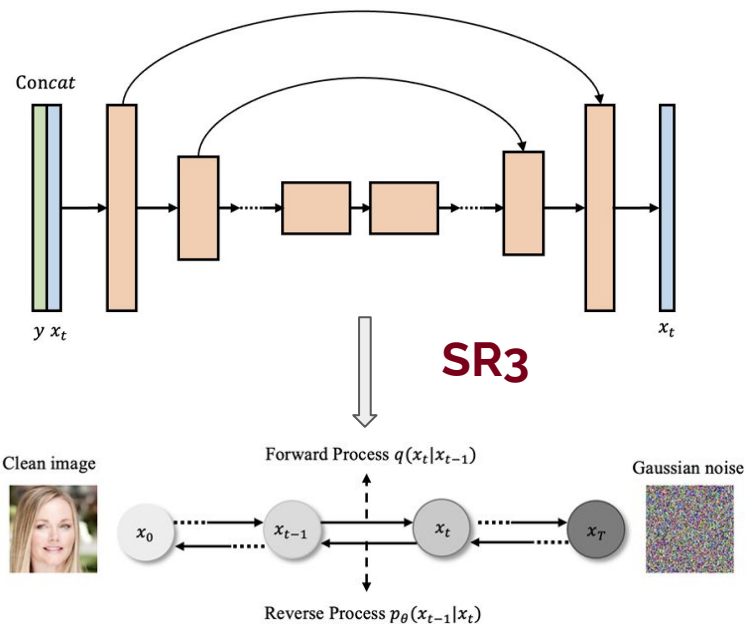 Concat
y x_t
x_t
SR3
Forward Process q(x_t|x_{t-1})
Clean image
Gaussian noise
x_0 x_{t-1} x_t x_T
Reverse Process p_θ(x_{t-1}|x_t)